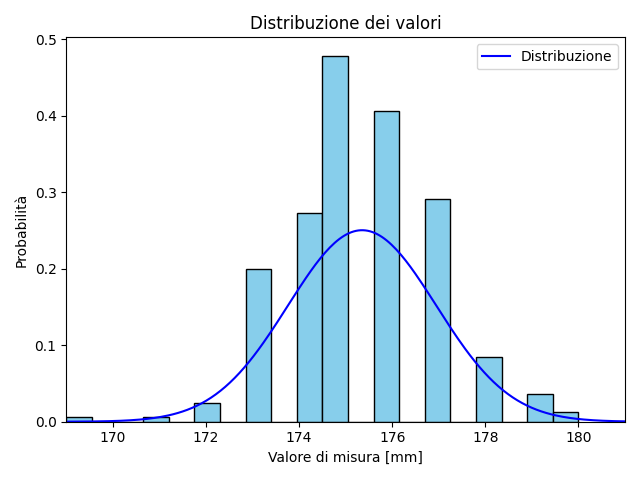 Distribuzione dei valori
Distribuzione
Probabilità
0.5
0.4
0.3
0.2
0.1
0.0
170 172 174 176 178 180
Valore di misura [mm]